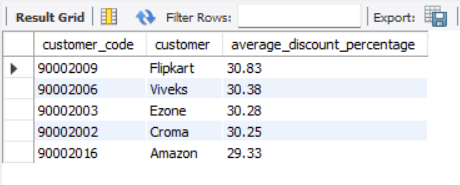 Result Grid Filter Rows: Export:
customer_code customer average_discount_percentage
90002009 Flipkart 30.83
90002006 Viveks 30.38
90002003 Ezone 30.28
90002002 Croma 30.25
90002016 Amazon 29.33